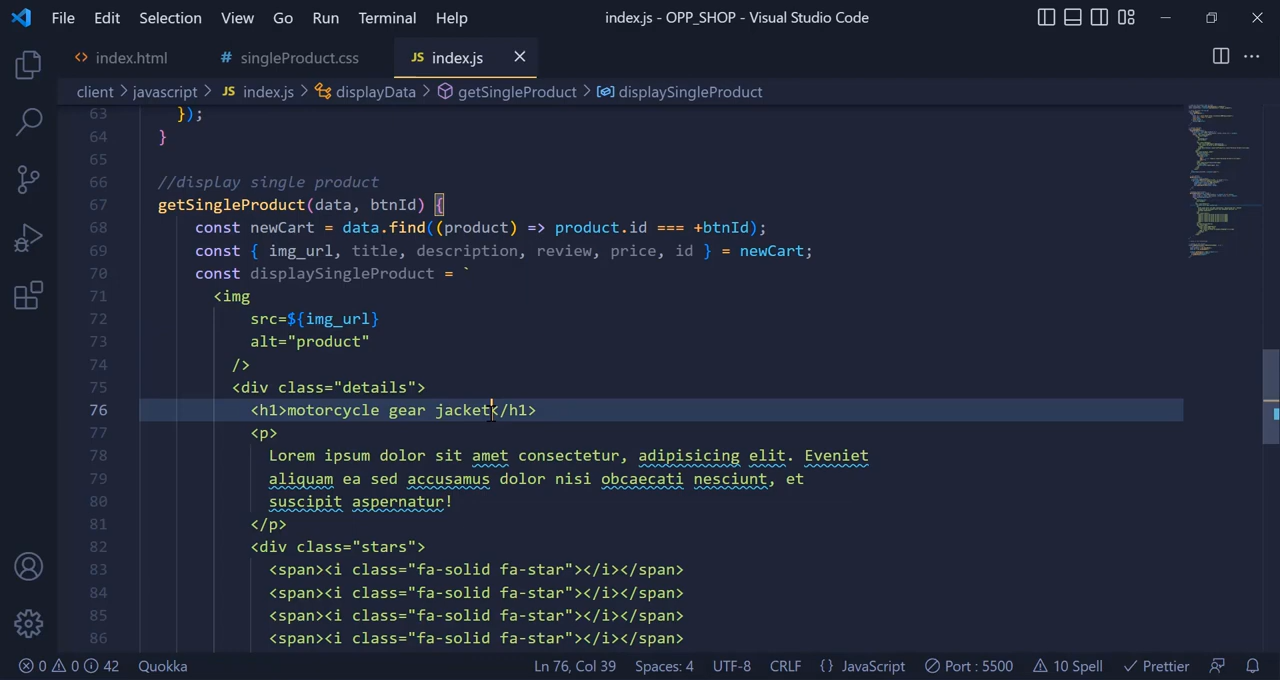 File Edit Selection View Go Run Terminal Help index.js - OPP_SHOP - Visual Studio Code
<> index.html # singleProduct.css JS index.js
client > javascript > JS index.js > displayData > getSingleProduct > displaySingleProduct
63 });
64 }
65
66 //display single product
67 getSingleProduct(data, btnId) {
68 const newCart = data.find((product) => product.id === +btnId);
69 const { img_url, title, description, review, price, id } = newCart;
70 const displaySingleProduct = `
71 <img
72 src=${img_url}
73 alt="product"
74 />
75 <div class="details">
76 <h1>motorcycle gear jacket</h1>
77 <p>
78 Lorem ipsum dolor sit amet consectetur, adipisicing elit. Eveniet
79 aliquam ea sed accusamus dolor nisi obcaecati nesciunt, et
80 suscipit aspernatur!
81 </p>
82 <div class="stars">
83 <span><i class="fa-solid fa-star"></i></span>
84 <span><i class="fa-solid fa-star"></i></span>
85 <span><i class="fa-solid fa-star"></i></span>
86 <span><i class="fa-solid fa-star"></i></span>
0 0 42 Quokka Ln 76, Col 39 Spaces: 4 UTF-8 CRLF {} JavaScript Port : 5500 10 Spell Prettier